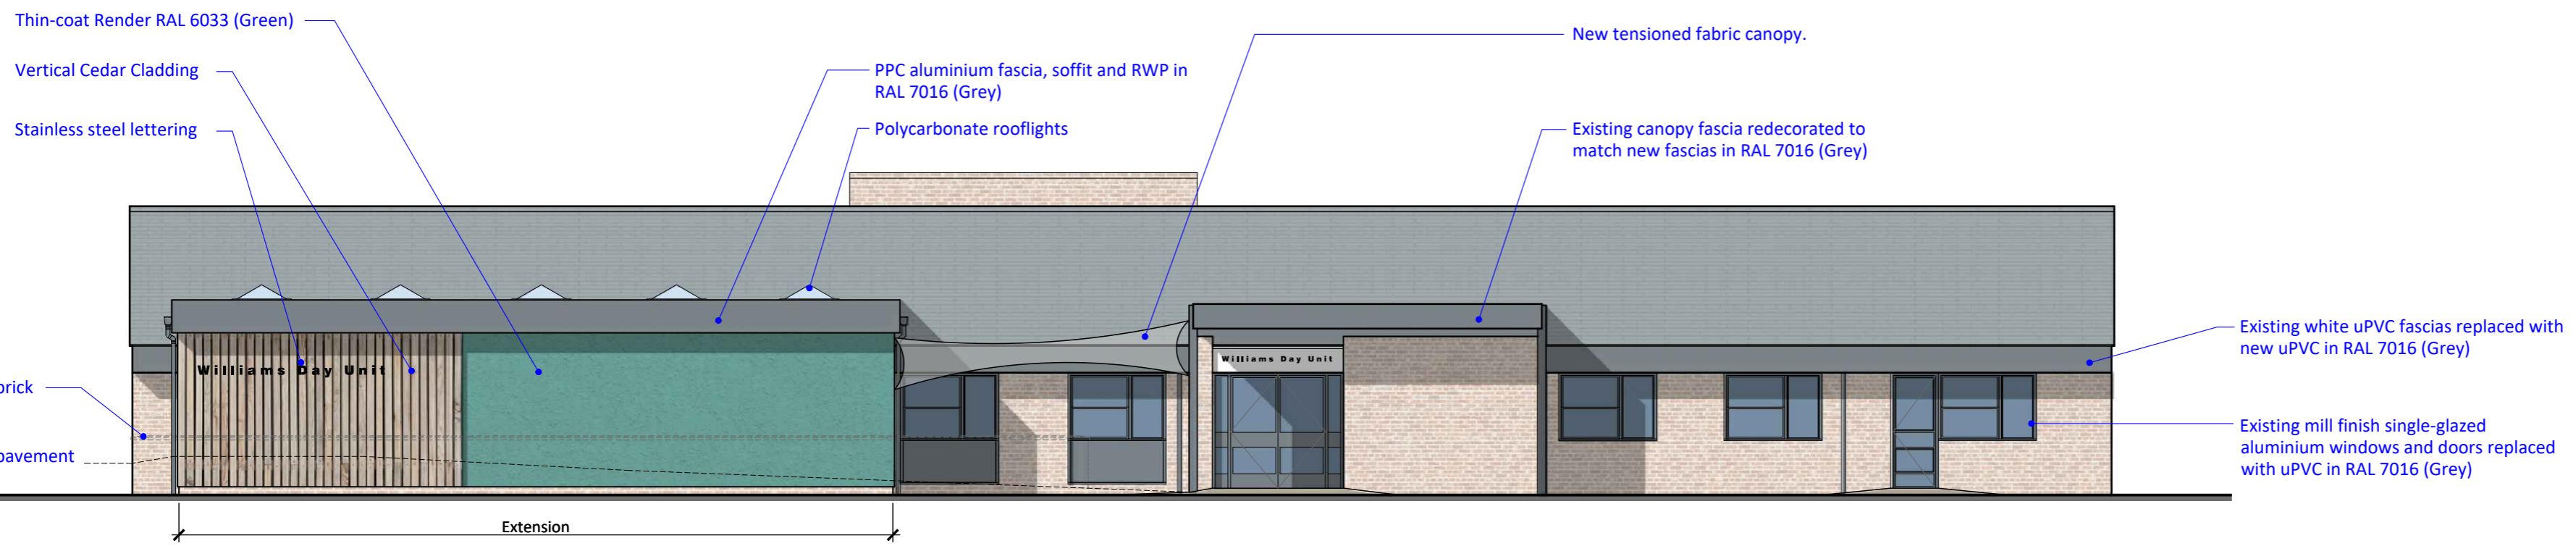 Thin-coat Render RAL 6033 (Green)
Vertical Cedar Cladding
Stainless steel lettering
PPC aluminium fascia, soffit and RWP in
RAL 7016 (Grey)
Polycarbonate rooflights
New tensioned fabric canopy.
Existing canopy fascia redecorated to
match new fascias in RAL 7016 (Grey)
Existing white uPVC fascias replaced with
new uPVC in RAL 7016 (Grey)
Existing mill finish single-glazed
aluminium windows and doors replaced
with uPVC in RAL 7016 (Grey)
Williams Day Unit
Williams Day Unit
brick
pavement
Extension